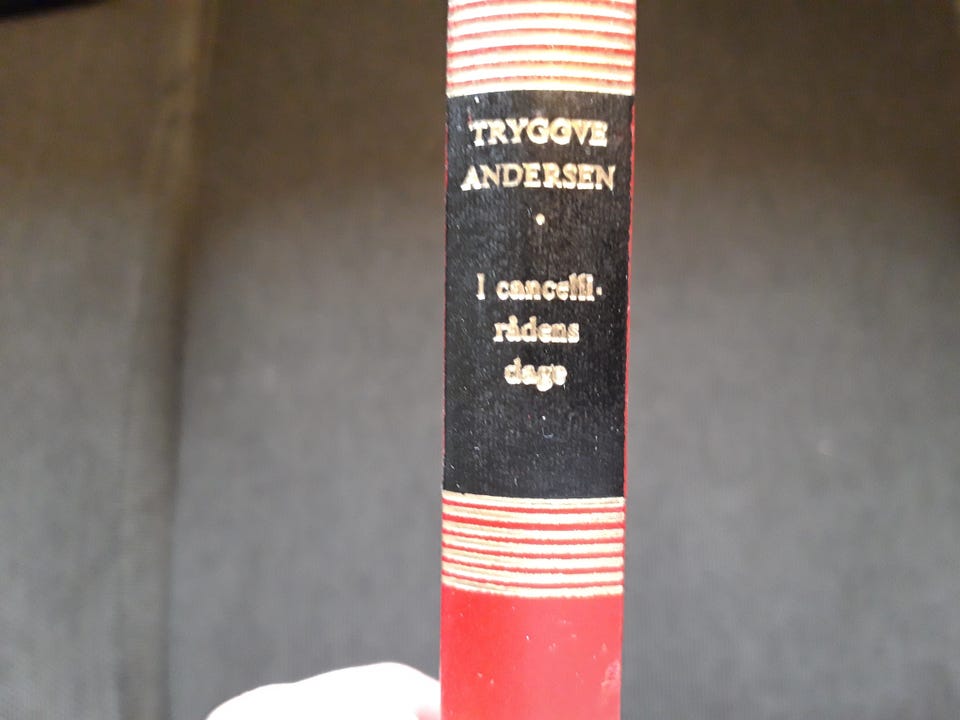 TRYGGVE
ANDERSEN
I cancelli-
rådens
dage